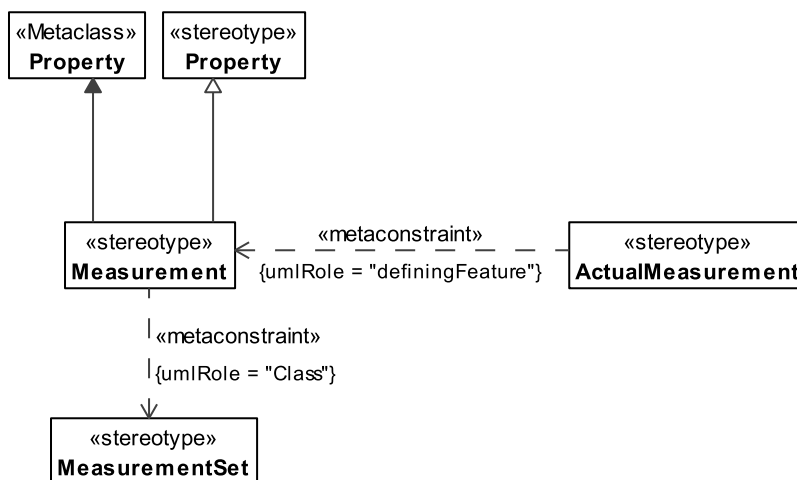 «Metaclass»
Property
«stereotype»
Property
«stereotype»
Measurement
«metaconstraint»
{umlRole = "definingFeature"}
«stereotype»
ActualMeasurement
«metaconstraint»
{umlRole = "Class"}
«stereotype»
MeasurementSet